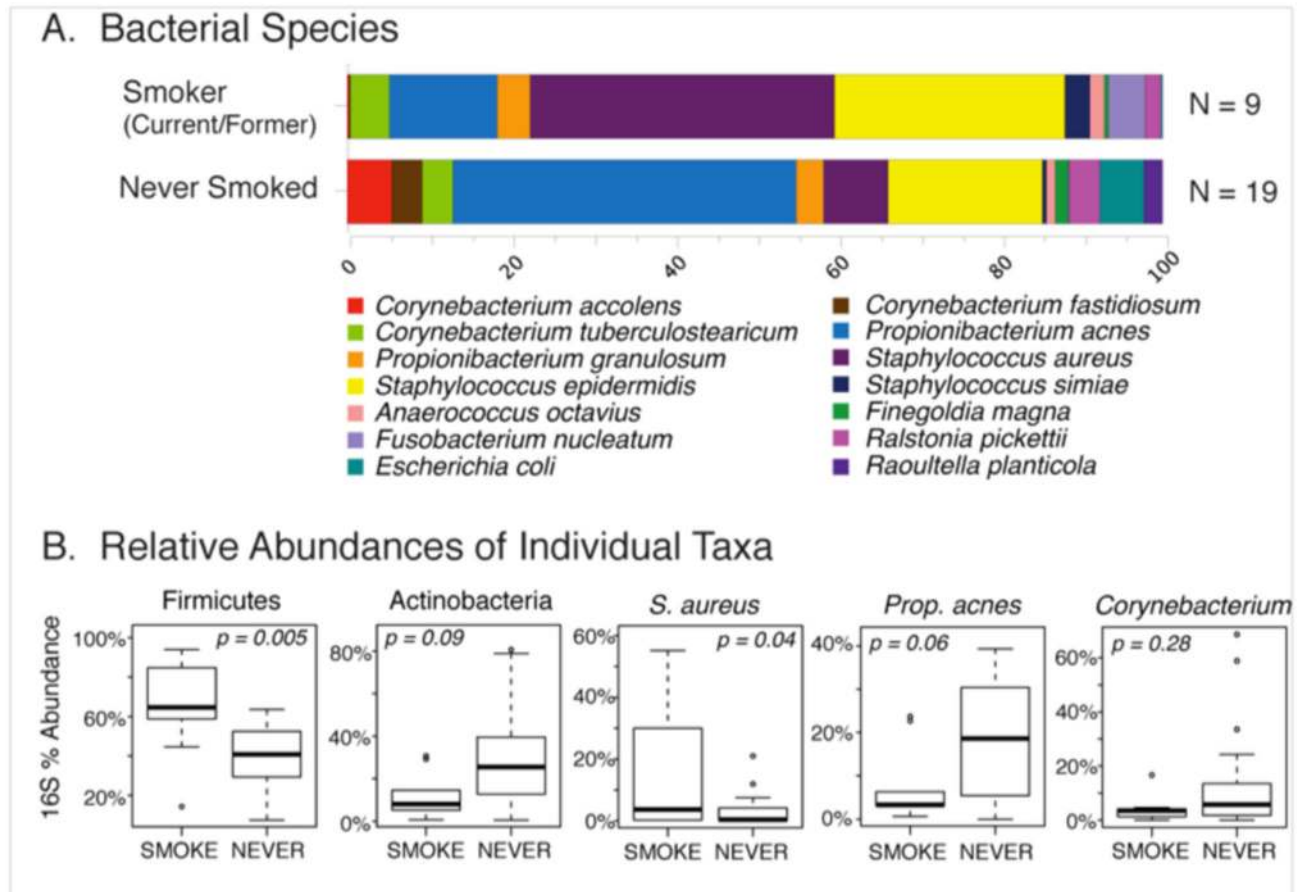 A. Bacterial Species
Smoker
(Current/Former)
N = 9
Never Smoked
N = 19
0 20 40 60 80 100
Corynebacterium accolens
Corynebacterium fastidiosum
Corynebacterium tuberculostearicum
Propionibacterium acnes
Propionibacterium granulosum
Staphylococcus aureus
Staphylococcus epidermidis
Staphylococcus simiae
Anaerococcus octavius
Finegoldia magna
Fusobacterium nucleatum
Ralstonia pickettii
Escherichia coli
Raoultella planticola
B. Relative Abundances of Individual Taxa
16S % Abundance
Firmicutes
p = 0.005
100%
60%
20%
SMOKE NEVER
Actinobacteria
p = 0.09
80%
40%
0%
SMOKE NEVER
S. aureus
p = 0.04
60%
40%
20%
0%
SMOKE NEVER
Prop. acnes
p = 0.06
40%
20%
0%
SMOKE NEVER
Corynebacterium
p = 0.28
60%
40%
20%
0%
SMOKE NEVER